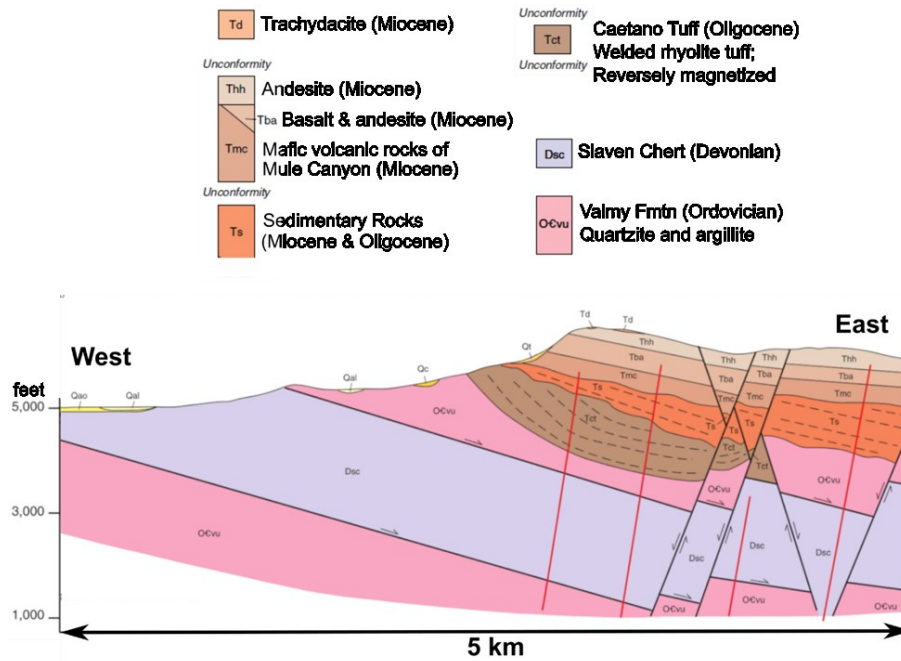 Td Trachydacite (Miocene)
Unconformity
Thh Andesite (Miocene)
Tba Basalt & andesite (Miocene)
Tmc Mafic volcanic rocks of
Mule Canyon (Miocene)
Unconformity
Ts Sedimentary Rocks
(Miocene & Oligocene)
Unconformity
Tct Caetano Tuff (Oligocene)
Welded rhyolite tuff;
Unconformity
Reversely magnetized
Dsc Slaven Chert (Devonian)
O€vu Valmy Fmtn (Ordovician)
Quartzite and argillite
West
East
feet
5,000
3,000
1,000
Qao
Qal
Qal
Qc
Qt
Td
Td
Thh
Thh
Thh
Thh
Tba
Tba
Tba
Tba
Tmc
Tmc
Tmc
Tmc
Ts
Ts
Ts
Ts
Ts
Tct
Tct
Tct
O€vu
O€vu
O€vu
Dsc
Dsc
Dsc
Dsc
O€vu
O€vu
O€vu
O€vu
5 km